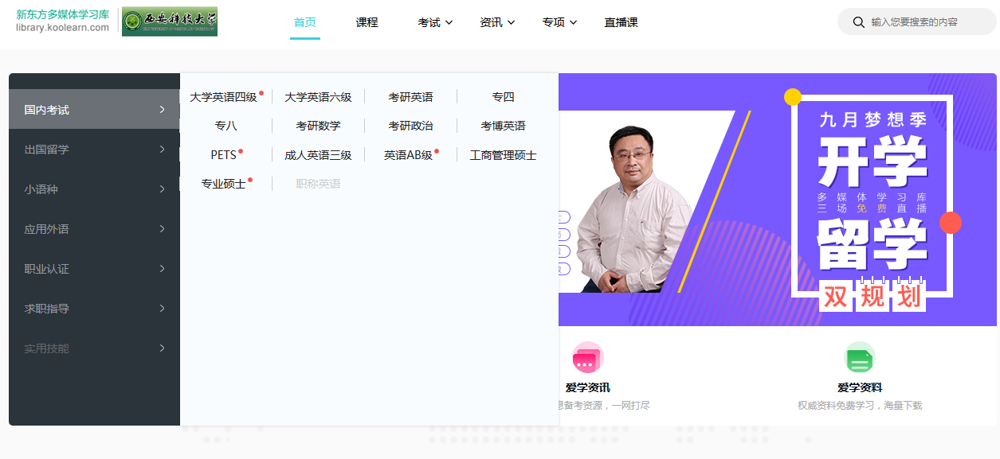 新东方多媒体学习库
library.koolearn.com
西安科技大学
首页 课程 考试 资讯 专项 直播课
输入您要搜索的内容
国内考试
出国留学
小语种
应用外语
职业认证
求职指导
实用技能
大学英语四级 大学英语六级 考研英语 专四
专八 考研数学 考研政治 考博英语
PETS 成人英语三级 英语AB级 工商管理硕士
专业硕士 职称英语
九月梦想季
开学
多媒体学习库
三场免费直播
留学
双规划
爱学资讯
备考资源，一网打尽
爱学资料
权威资料免费学习，海量下载